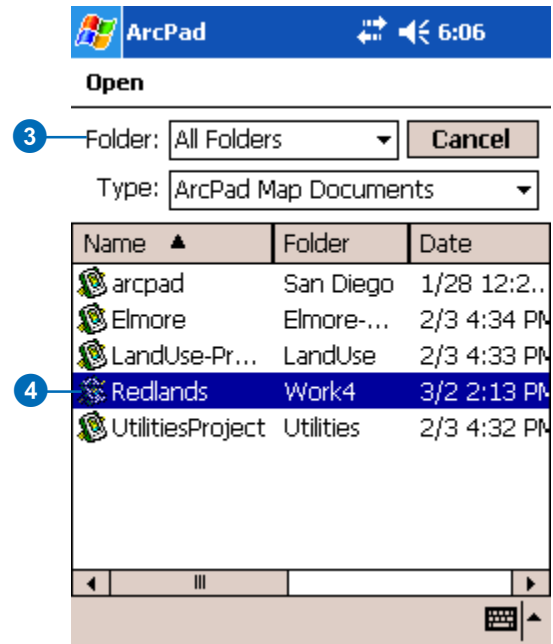 ArcPad 6:06
Open
3 Folder: All Folders Cancel
Type: ArcPad Map Documents
Name Folder Date
arcpad San Diego 1/28 12:2..
Elmore Elmore-... 2/3 4:34 PM
LandUse-Pr... LandUse 2/3 4:33 PM
4 Redlands Work4 3/2 2:13 PM
UtilitiesProject Utilities 2/3 4:32 PM